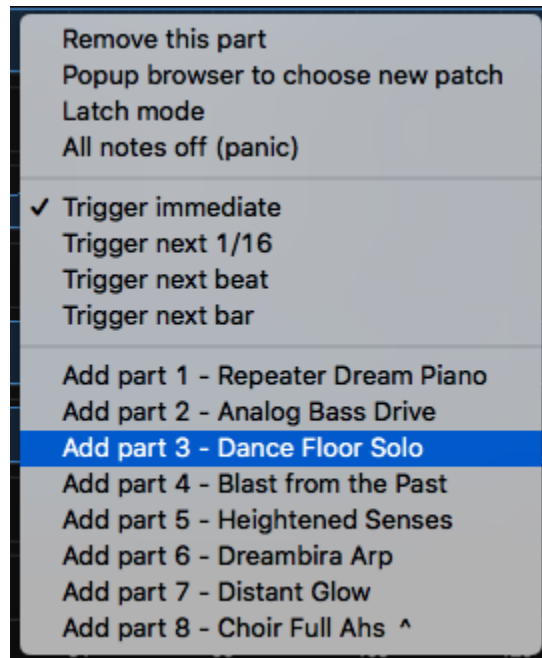 Remove this part
Popup browser to choose new patch
Latch mode
All notes off (panic)
✓ Trigger immediate
Trigger next 1/16
Trigger next beat
Trigger next bar
Add part 1 - Repeater Dream Piano
Add part 2 - Analog Bass Drive
Add part 3 - Dance Floor Solo
Add part 4 - Blast from the Past
Add part 5 - Heightened Senses
Add part 6 - Dreambira Arp
Add part 7 - Distant Glow
Add part 8 - Choir Full Ahs ^